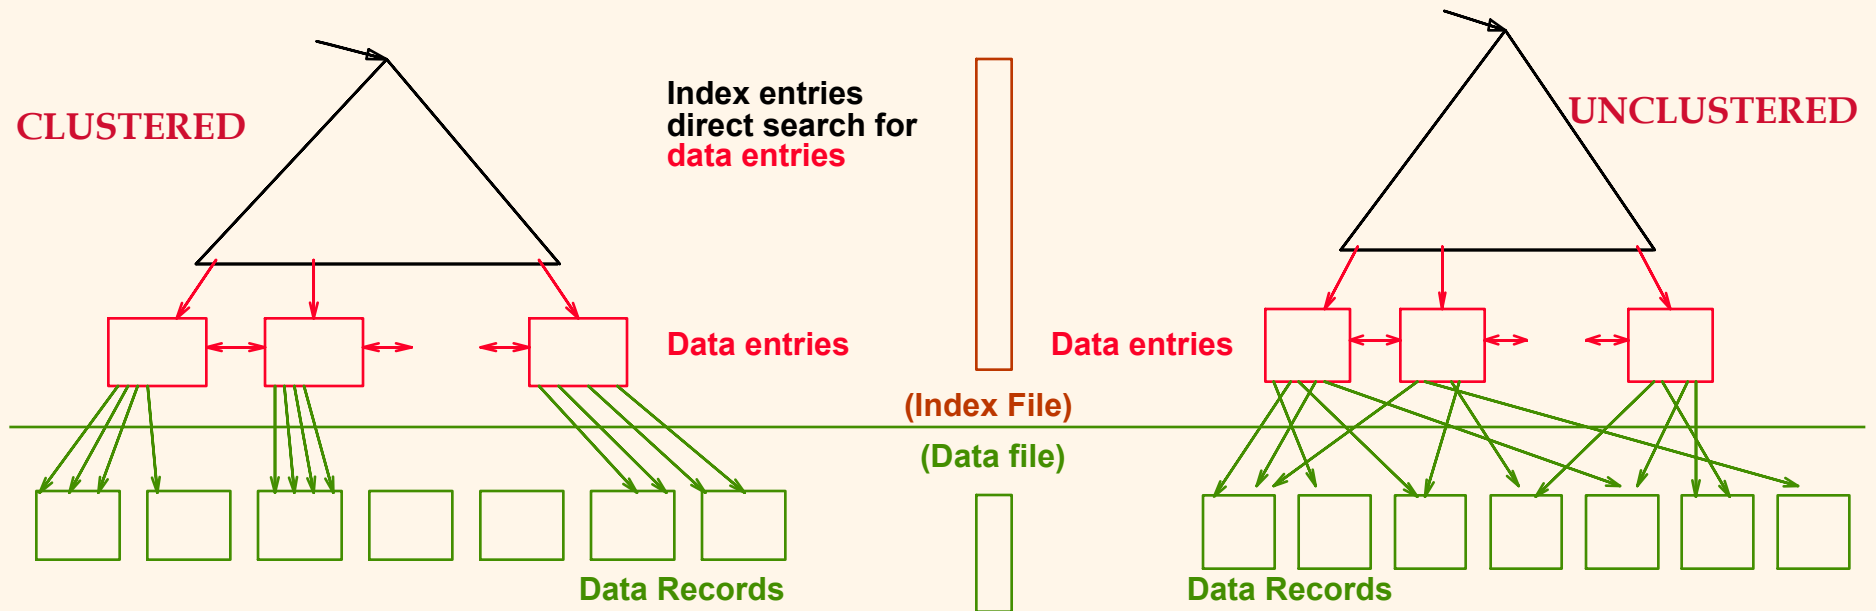 CLUSTERED
Index entries
direct search for
data entries
UNCLUSTERED
Data entries
Data entries
(Index File)
(Data file)
Data Records
Data Records